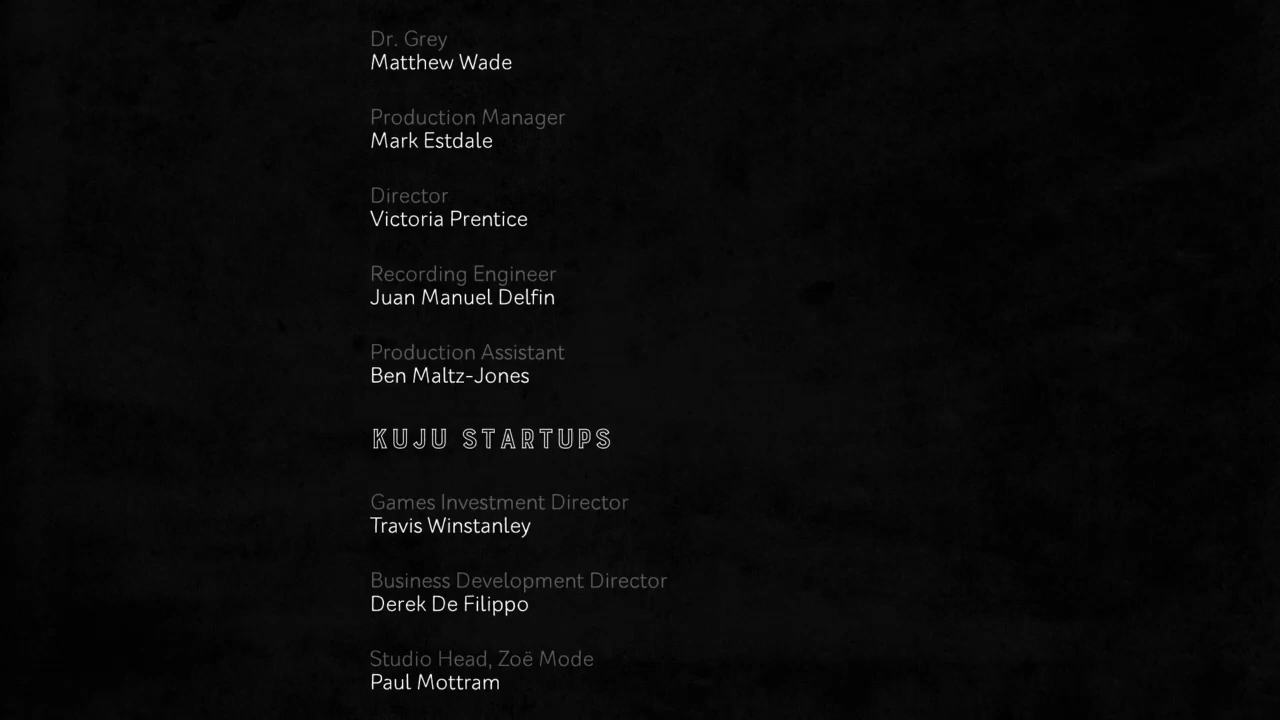 Dr. Grey
Matthew Wade
Production Manager
Mark Estdale
Director
Victoria Prentice
Recording Engineer
Juan Manuel Delfin
Production Assistant
Ben Maltz-Jones
KUJU STARTUPS
Games Investment Director
Travis Winstanley
Business Development Director
Derek De Filippo
Studio Head, Zoë Mode
Paul Mottram